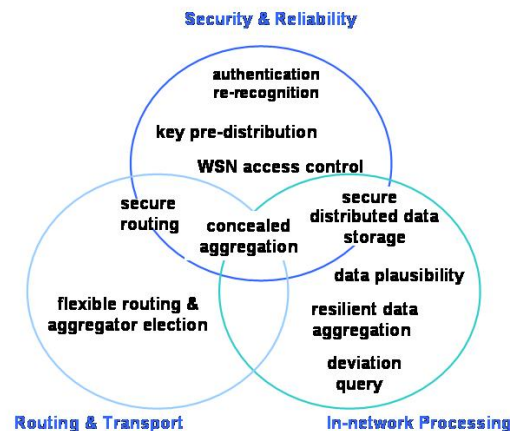 Security & Reliability
authentication
re-recognition
key pre-distribution
WSN access control
secure
routing
concealed
aggregation
secure
distributed data
storage
data plausibility
flexible routing &
aggregator election
resilient data
aggregation
deviation
query
Routing & Transport
In-network Processing